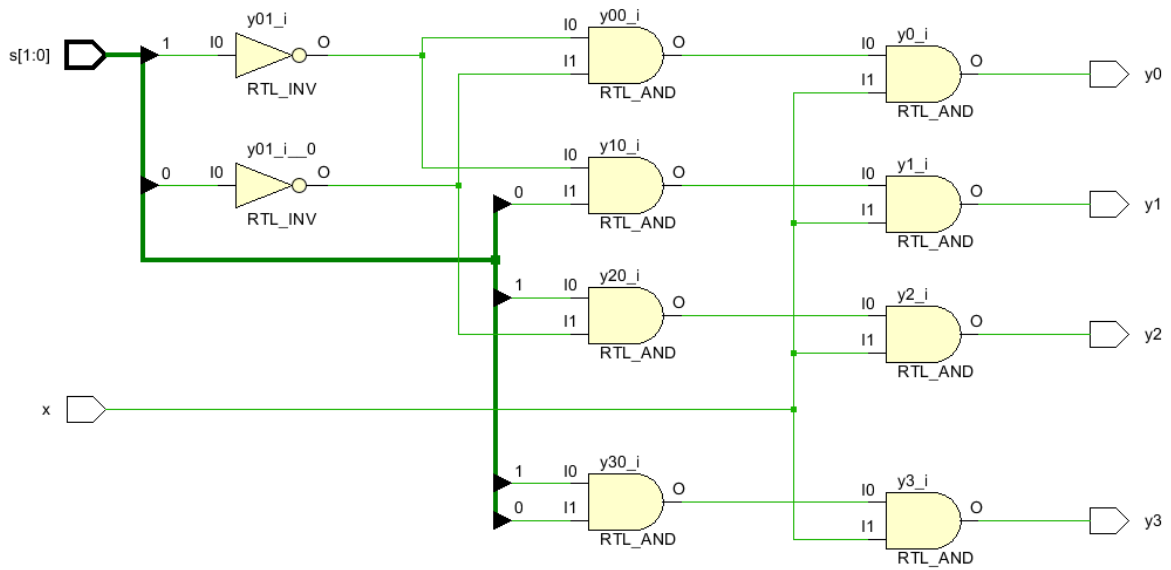 y01_i
y00_i
y0_i
s[1:0]
1
I0
O
I0
I1
O
I0
I1
O
y0
RTL_INV
RTL_AND
RTL_AND
y01_i__0
y10_i
y1_i
0
I0
O
I0
0
I1
O
I0
I1
O
y1
RTL_INV
RTL_AND
RTL_AND
y20_i
y2_i
1
I0
I1
O
I0
I1
O
y2
RTL_AND
RTL_AND
x
y30_i
y3_i
1
I0
0
I1
O
I0
I1
O
y3
RTL_AND
RTL_AND